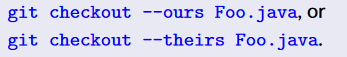 git checkout --ours Foo.java, or
git checkout --theirs Foo.java.